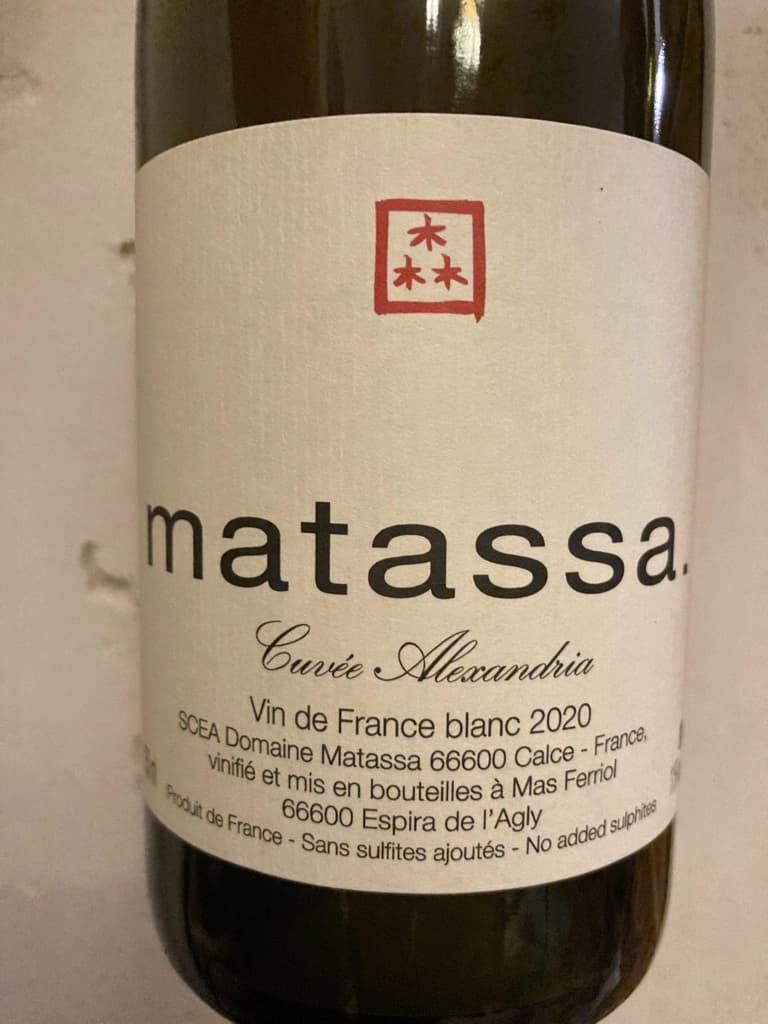 森
matassa.
Cuvée Alexandria
Vin de France blanc 2020
SCEA Domaine Matassa 66600 Calce - France,
vinifié et mis en bouteilles à Mas Ferriol
66600 Espira de l'Agly
Produit de France - Sans sulfites ajoutés - No added sulphites